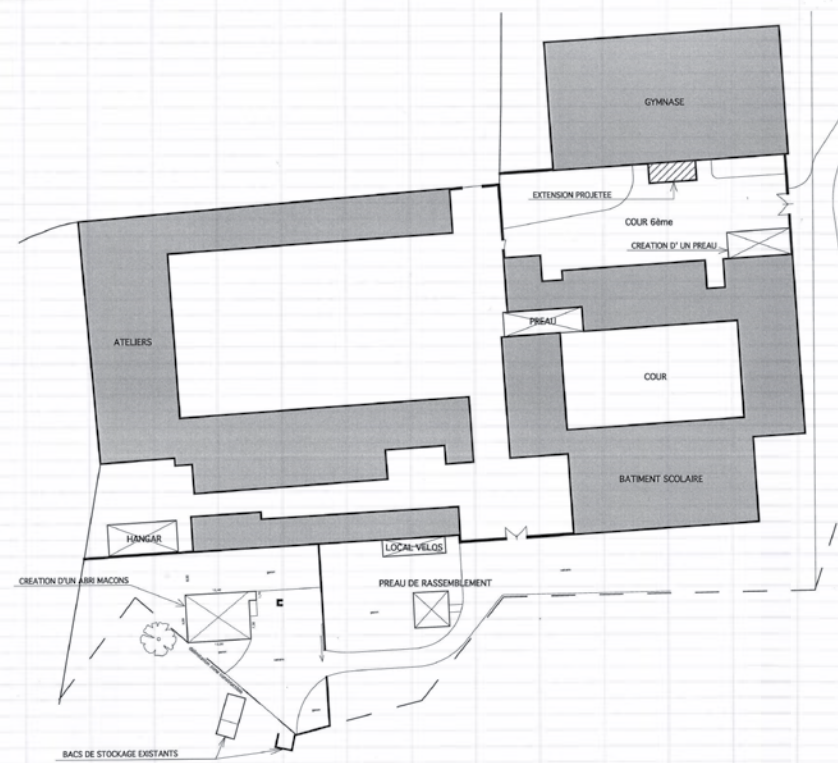 GYMNASE
EXTENSION PROJETEE
COUR 6ème
CREATION D' UN PREAU
PREAU
ATELIERS
COUR
BATIMENT SCOLAIRE
HANGAR
LOCAL VELOS
CREATION D'UN ABRI MACONS
PREAU DE RASSEMBLEMENT
BACS DE STOCKAGE EXISTANTS